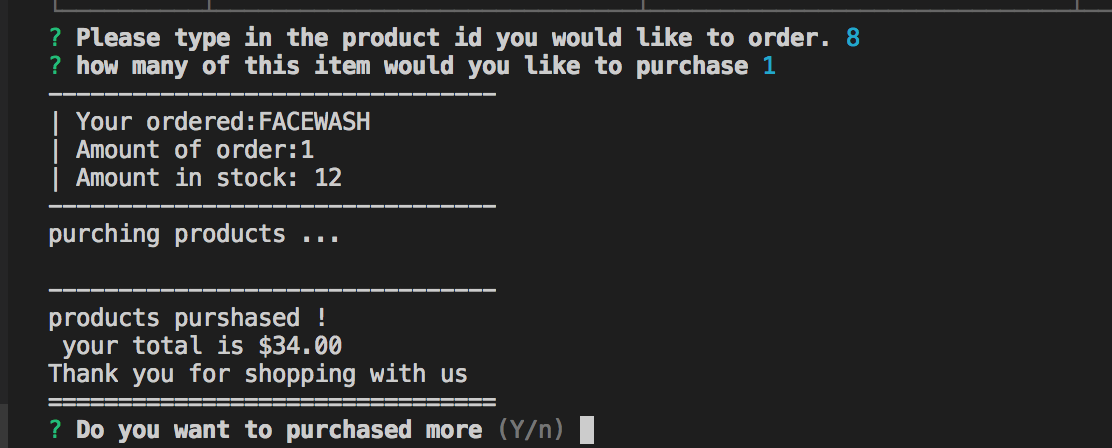 ? Please type in the product id you would like to order. 8
? how many of this item would you like to purchase 1
--------------------------------
| Your ordered:FACEWASH
| Amount of order:1
| Amount in stock: 12
--------------------------------
purching products ...
--------------------------------
products purshased !
your total is $34.00
Thank you for shopping with us
================================
? Do you want to purchased more (Y/n)